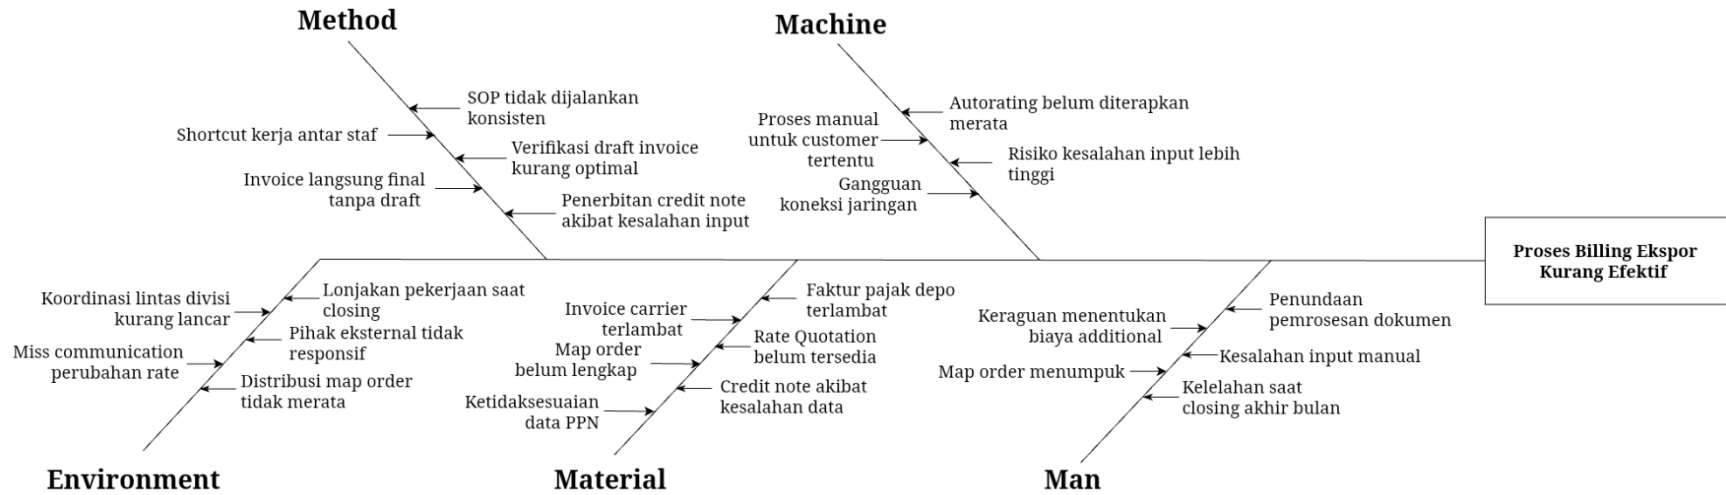 Method
Machine
SOP tidak dijalankan
konsisten
Shortcut kerja antar staf
Verifikasi draft invoice
kurang optimal
Invoice langsung final
tanpa draft
Penerbitan credit note
akibat kesalahan input
Autorating belum diterapkan
merata
Proses manual
untuk customer
tertentu
Risiko kesalahan input lebih
tinggi
Gangguan
koneksi jaringan
Proses Billing Ekspor
Kurang Efektif
Lonjakan pekerjaan saat
closing
Koordinasi lintas divisi
kurang lancar
Pihak eksternal tidak
responsif
Miss communication
perubahan rate
Distribusi map order
tidak merata
Faktur pajak depo
terlambat
Invoice carrier
terlambat
Rate Quotation
belum tersedia
Map order
belum lengkap
Credit note akibat
kesalahan data
Ketidaksesuaian
data PPN
Penundaan
pemrosesan dokumen
Keraguan menentukan
biaya additional
Kesalahan input manual
Map order menumpuk
Kelelahan saat
closing akhir bulan
Environment
Material
Man